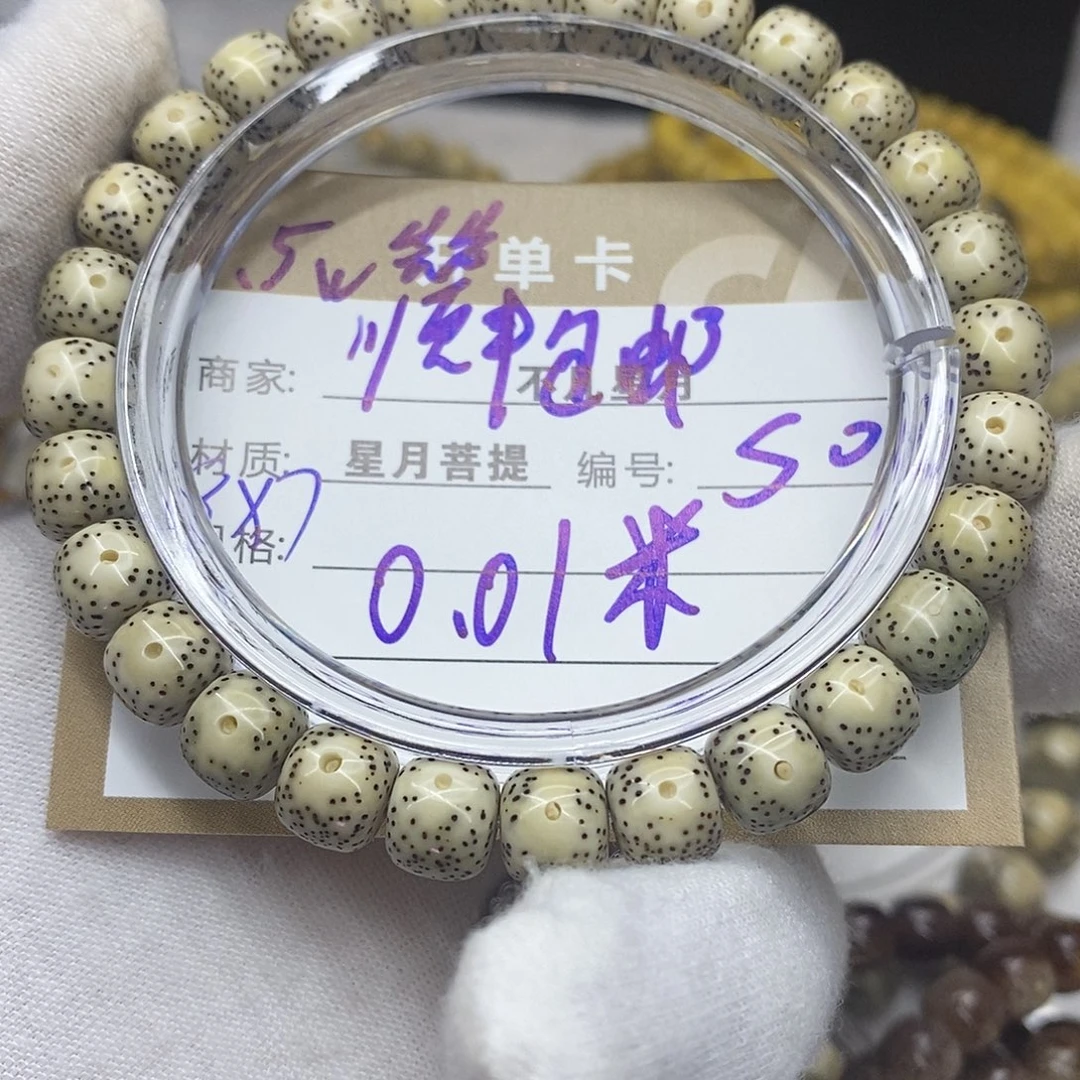 .5w 单卡
顺丰包邮
商家:
材质: 星月菩提 编号: 50
格:
0.01米